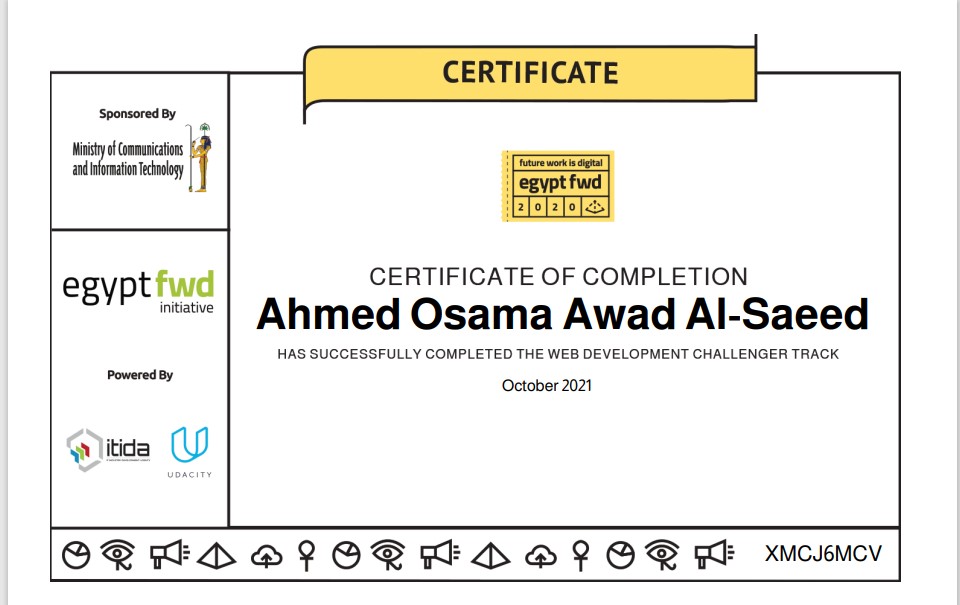 CERTIFICATE
Sponsored By
Ministry of Communications
and Information Technology
egyptfwd
initiative
Powered By
itida
UDACITY
future work is digital
egypt fwd
2 0 2 0
CERTIFICATE OF COMPLETION
Ahmed Osama Awad Al-Saeed
HAS SUCCESSFULLY COMPLETED THE WEB DEVELOPMENT CHALLENGER TRACK
October 2021
XMCJ6MCV